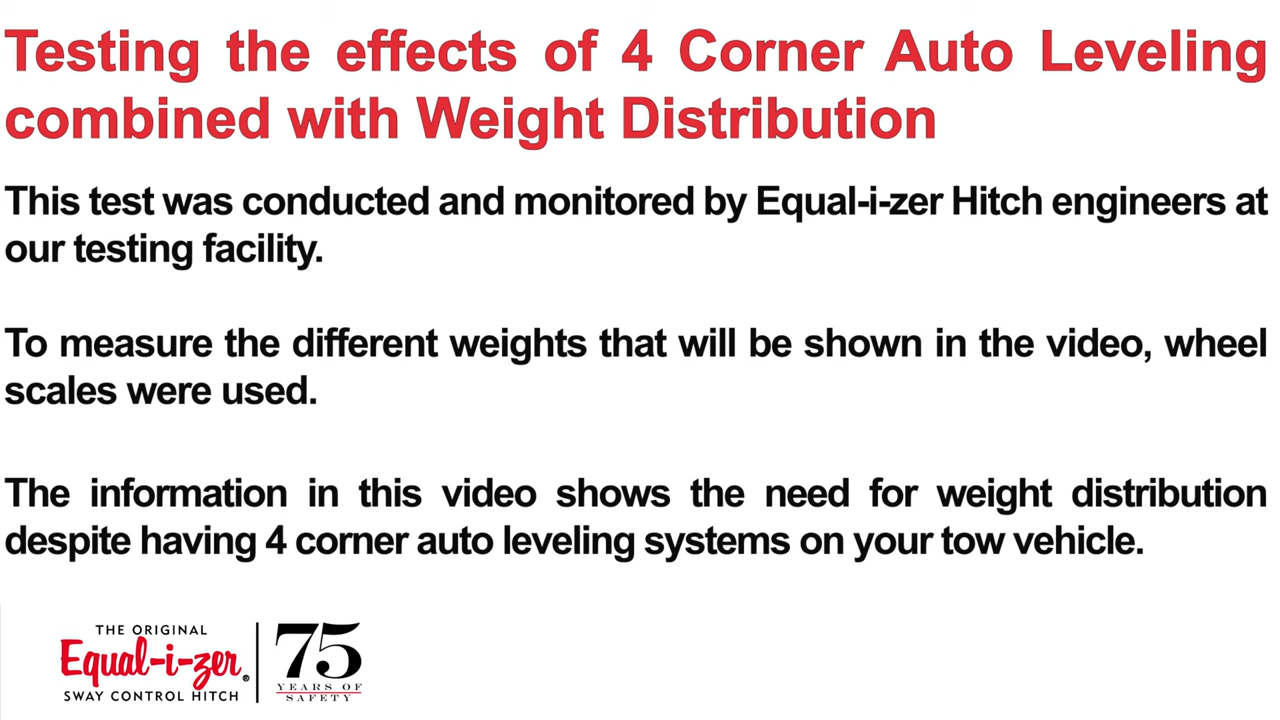 Testing the effects of 4 Corner Auto Leveling
combined with Weight Distribution
This test was conducted and monitored by Equal-i-zer Hitch engineers at
our testing facility.
To measure the different weights that will be shown in the video, wheel
scales were used.
The information in this video shows the need for weight distribution
despite having 4 corner auto leveling systems on your tow vehicle.
THE ORIGINAL
Equal-i-zer®
SWAY CONTROL HITCH
75
YEARS OF
SAFETY